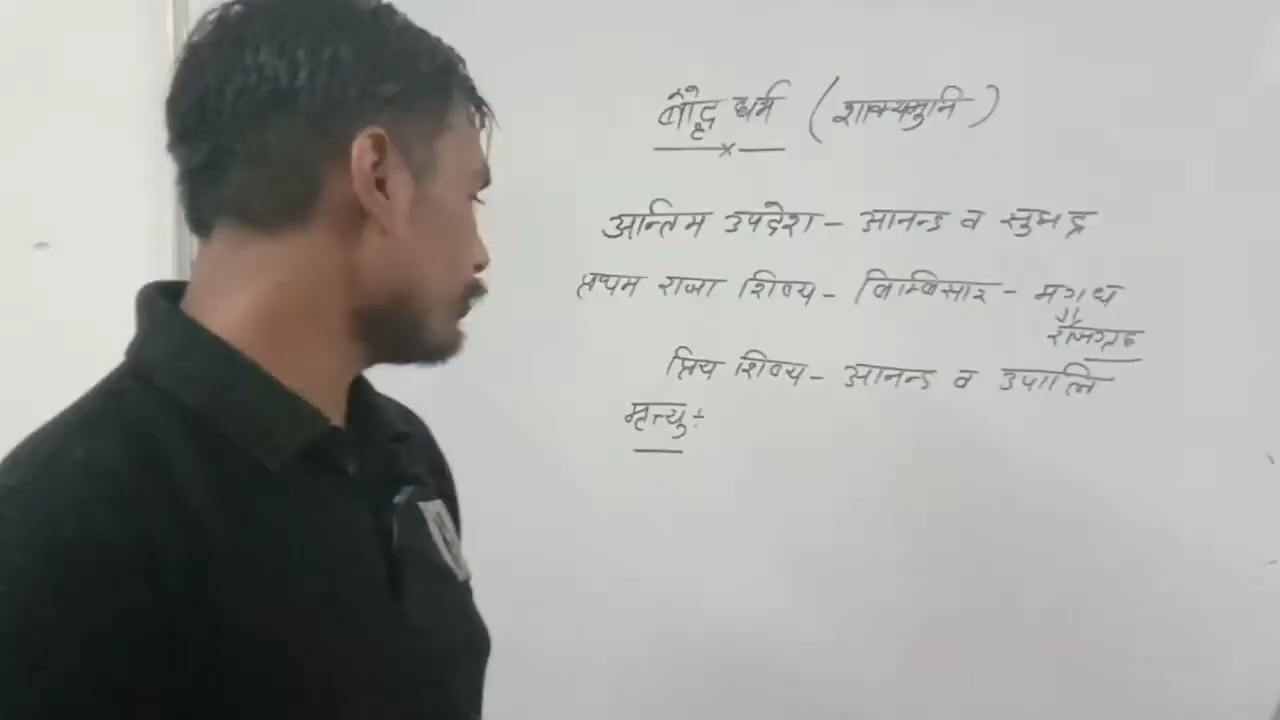 बौद्ध धर्म (शाक्यमुनि)
अन्तिम उपदेश - आनन्द व सुभद्र
प्रथम राजा शिष्य - बिम्बिसार - मगध
राजगृह
प्रिय शिष्य - आनन्द व उपालि
मृत्यु ÷